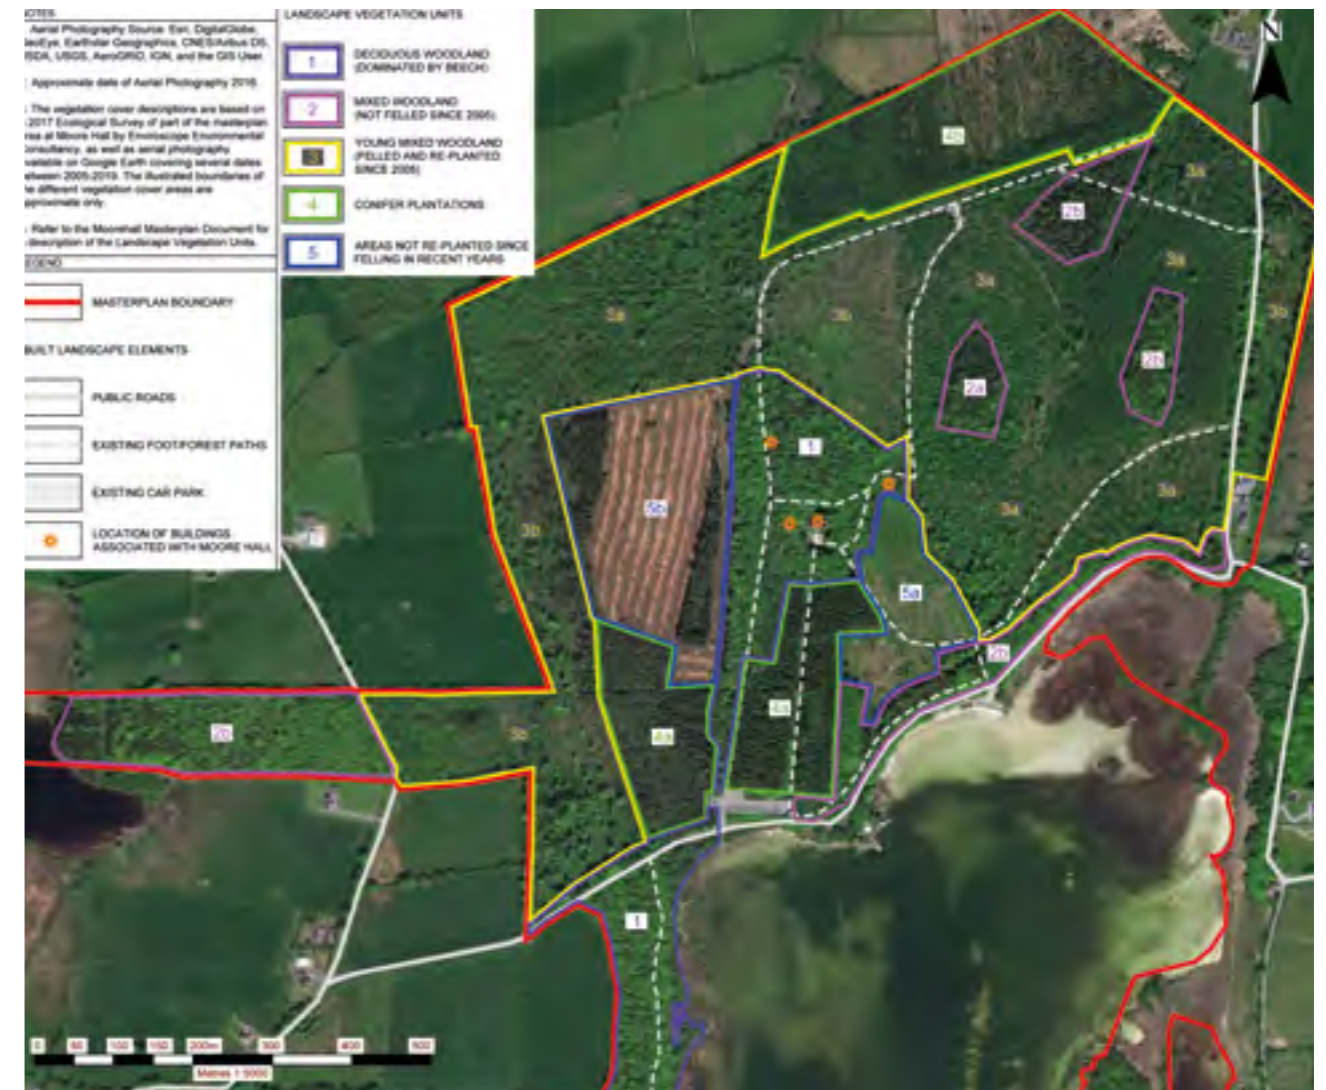 NOTES
Aerial Photography Source: Esri, DigitalGlobe,
GeoEye, Earthstar Geographics, CNES/Airbus DS,
USDA, USGS, AeroGRID, IGN, and the GIS User
Approximate date of Aerial Photography 2016.
The vegetation cover descriptions are based on
2017 Ecological Survey of part of the masterplan
area at Moore Hall by Enviroscope Environmental
Consultancy, as well as aerial photography
available on Google Earth covering several dates
between 2005-2019. The illustrated boundaries of
the different vegetation cover areas are
approximate only.
Refer to the Moorehall Masterplan Document for
description of the Landscape Vegetation Units.
LEGEND
MASTERPLAN BOUNDARY
BUILT LANDSCAPE ELEMENTS
PUBLIC ROADS
EXISTING FOOT/FOREST PATHS
EXISTING CAR PARK
LOCATION OF BUILDINGS
ASSOCIATED WITH MOORE HALL
LANDSCAPE VEGETATION UNITS
1 DECIDUOUS WOODLAND
(DOMINATED BY BEECH)
2 MIXED WOODLAND
(NOT FELLED SINCE 2005)
3 YOUNG MIXED WOODLAND
(FELLED AND RE-PLANTED
SINCE 2005)
4 CONIFER PLANTATIONS
5 AREAS NOT RE-PLANTED SINCE
FELLING IN RECENT YEARS
N
4b
3a
2b
3a
3a
3a
3b
3b
2b
2a
1
5b
3a
3a
3b
5a
2b
4a
4a
2b
3b
1
0 50 100 150 200m 300 400 500
Metres 1:5000